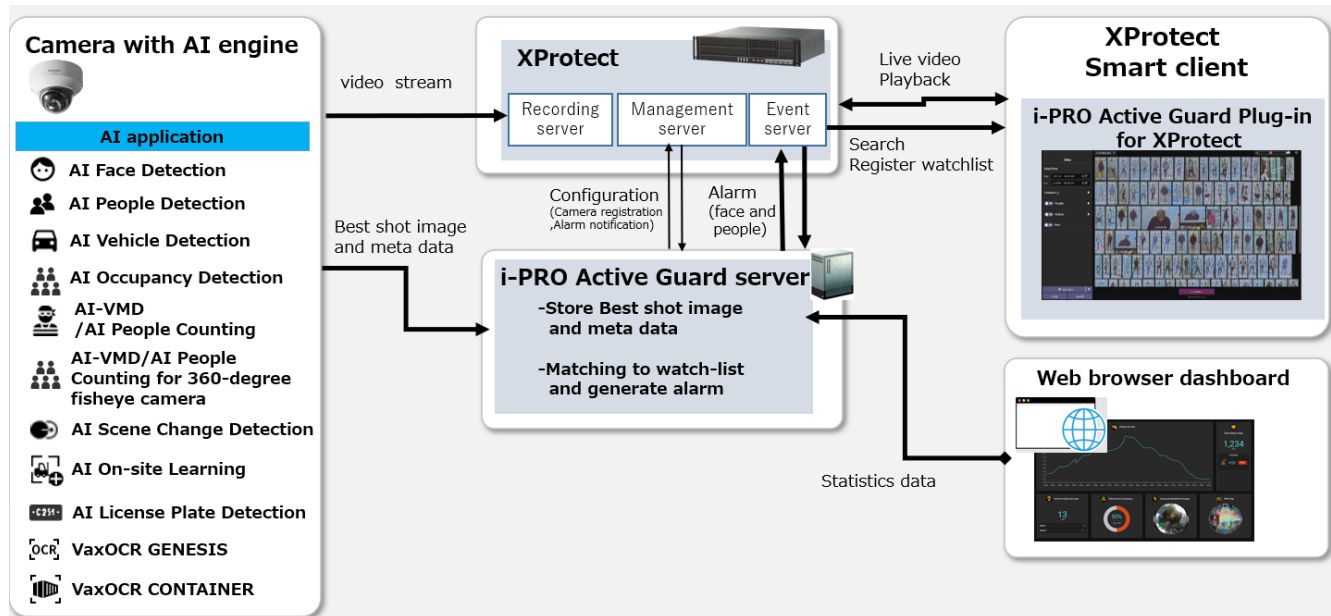 Camera with AI engine
AI application
AI Face Detection
AI People Detection
AI Vehicle Detection
AI Occupancy Detection
AI-VMD
/AI People Counting
AI-VMD/AI People
Counting for 360-degree
fisheye camera
AI Scene Change Detection
AI On-site Learning
AI License Plate Detection
OCR
VaxOCR GENESIS
VaxOCR CONTAINER
video stream
Best shot image
and meta data
XProtect
Recording
server
Management
server
Event
server
Configuration
(Camera registration
,Alarm notification)
Alarm
(face and
people)
i-PRO Active Guard server
-Store Best shot image
and meta data
-Matching to watch-list
and generate alarm
Live video
Playback
Search
Register watchlist
Statistics data
XProtect
Smart client
i-PRO Active Guard Plug-in
for XProtect
Web browser dashboard
1,234
13
50%